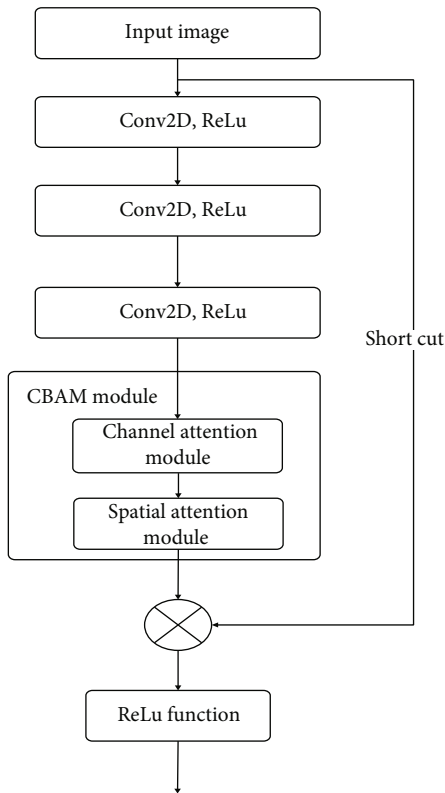 Input image
Conv2D, ReLu
Conv2D, ReLu
Conv2D, ReLu
Short cut
CBAM module
Channel attention
module
Spatial attention
module
ReLu function